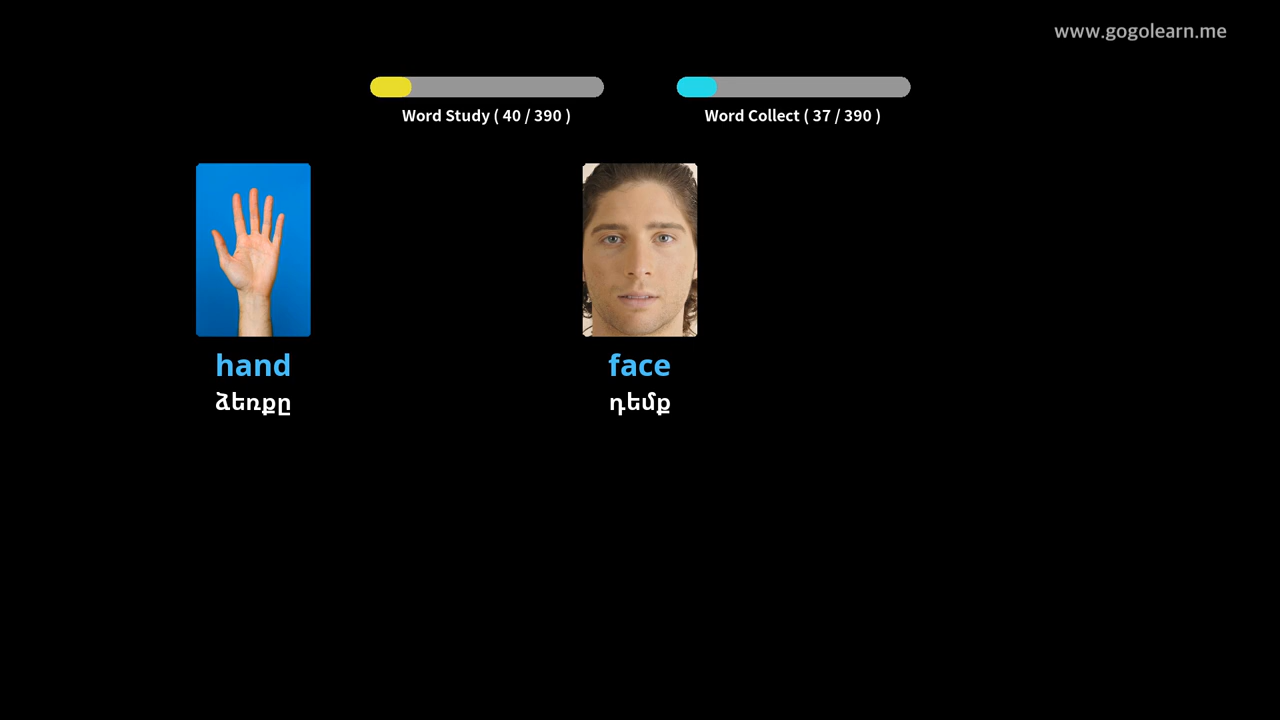 www.gogolearn.me
Word Study ( 40 / 390 )
Word Collect ( 37 / 390 )
hand
ձեռքը
face
դեմք